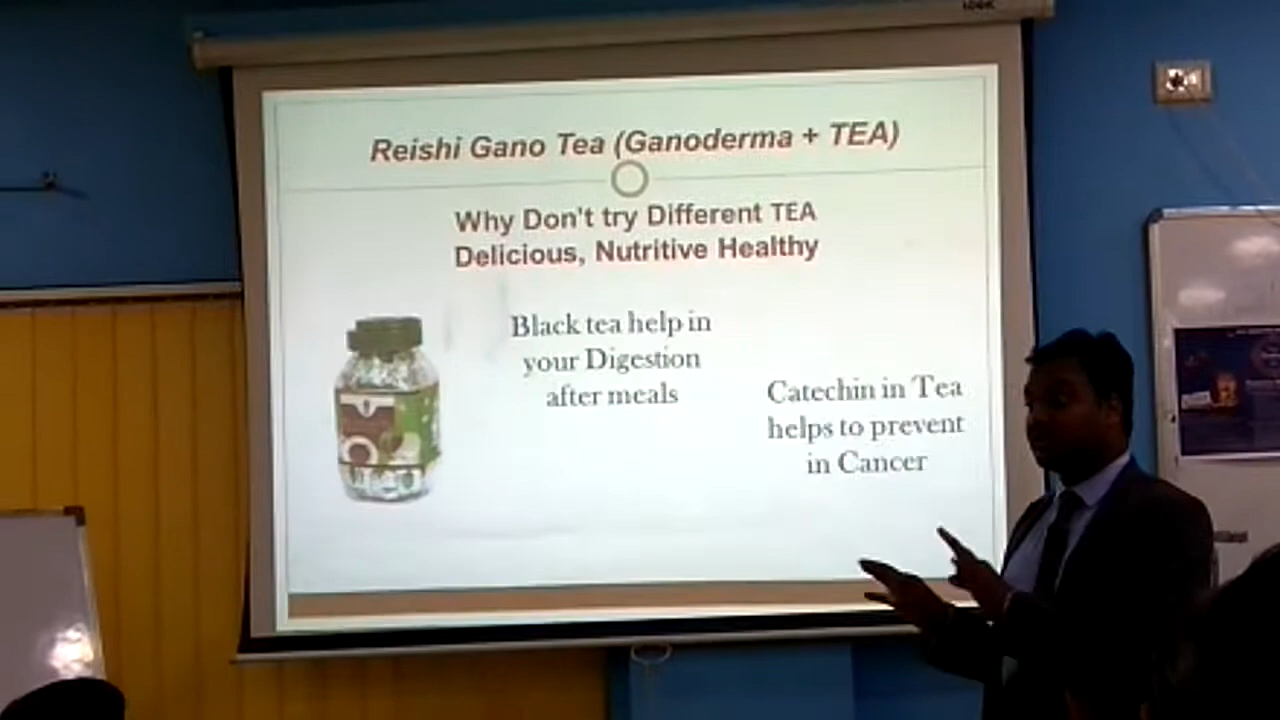 Reishi Gano Tea (Ganoderma + TEA)
Why Don't try Different TEA
Delicious, Nutritive Healthy
Black tea help in
your Digestion
after meals
Catechin in Tea
helps to prevent
in Cancer